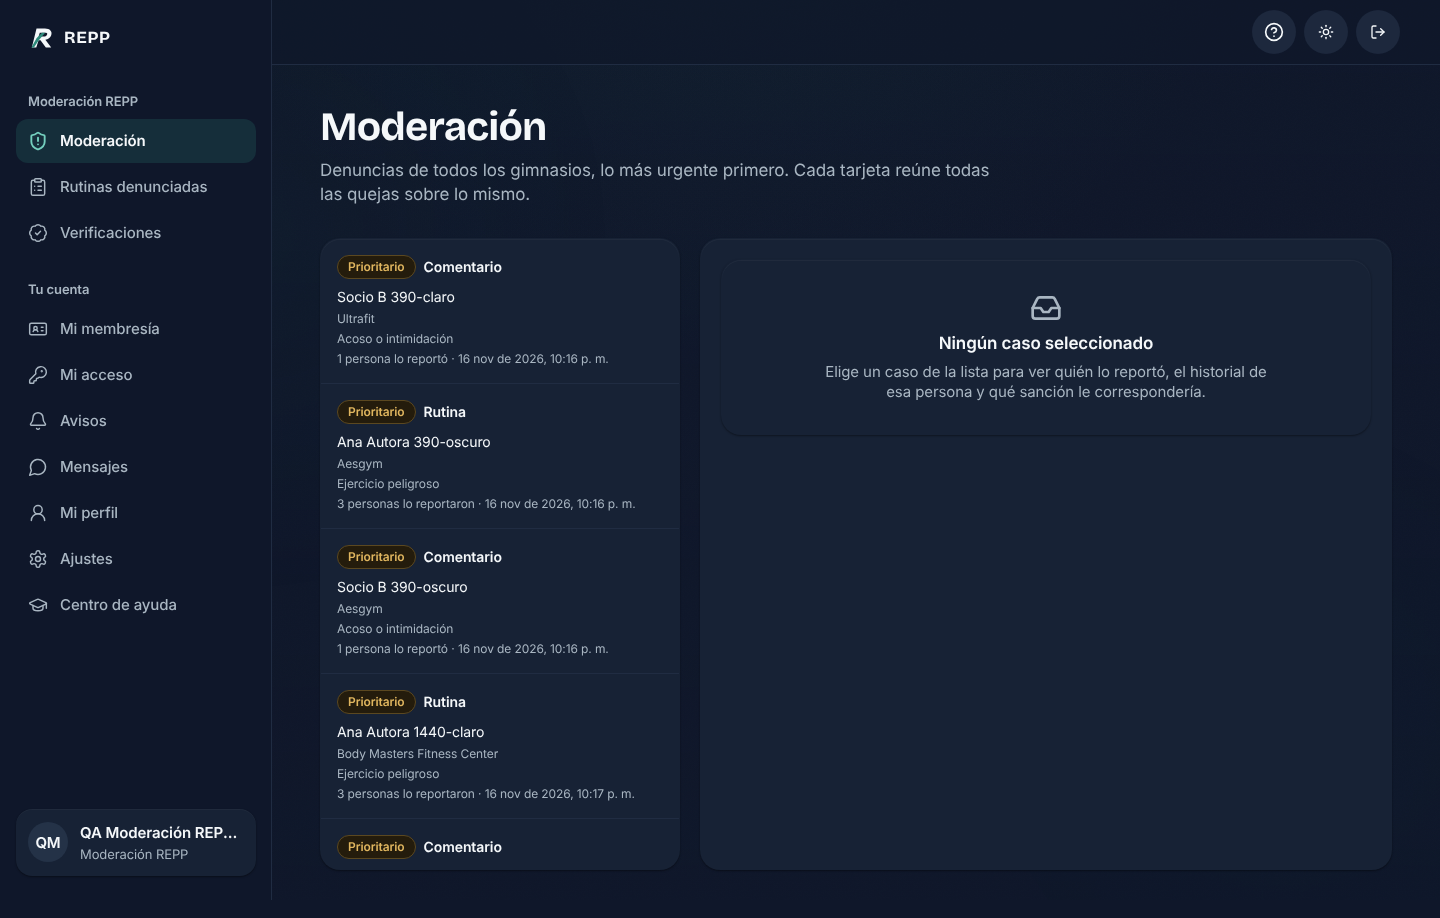 REPP
Moderación REPP
Moderación
Rutinas denunciadas
Verificaciones
Tu cuenta
Mi membresía
Mi acceso
Avisos
Mensajes
Mi perfil
Ajustes
Centro de ayuda
QM
QA Moderación REP...
Moderación REPP
Moderación
Denuncias de todos los gimnasios, lo más urgente primero. Cada tarjeta reúne todas
las quejas sobre lo mismo.
Prioritario Comentario
Socio B 390-claro
Ultrafit
Acoso o intimidación
1 persona lo reportó · 16 nov de 2026, 10:16 p. m.
Prioritario Rutina
Ana Autora 390-oscuro
Aesgym
Ejercicio peligroso
3 personas lo reportaron · 16 nov de 2026, 10:16 p. m.
Prioritario Comentario
Socio B 390-oscuro
Aesgym
Acoso o intimidación
1 persona lo reportó · 16 nov de 2026, 10:16 p. m.
Prioritario Rutina
Ana Autora 1440-claro
Body Masters Fitness Center
Ejercicio peligroso
3 personas lo reportaron · 16 nov de 2026, 10:17 p. m.
Prioritario Comentario
Ningún caso seleccionado
Elige un caso de la lista para ver quién lo reportó, el historial de
esa persona y qué sanción le correspondería.